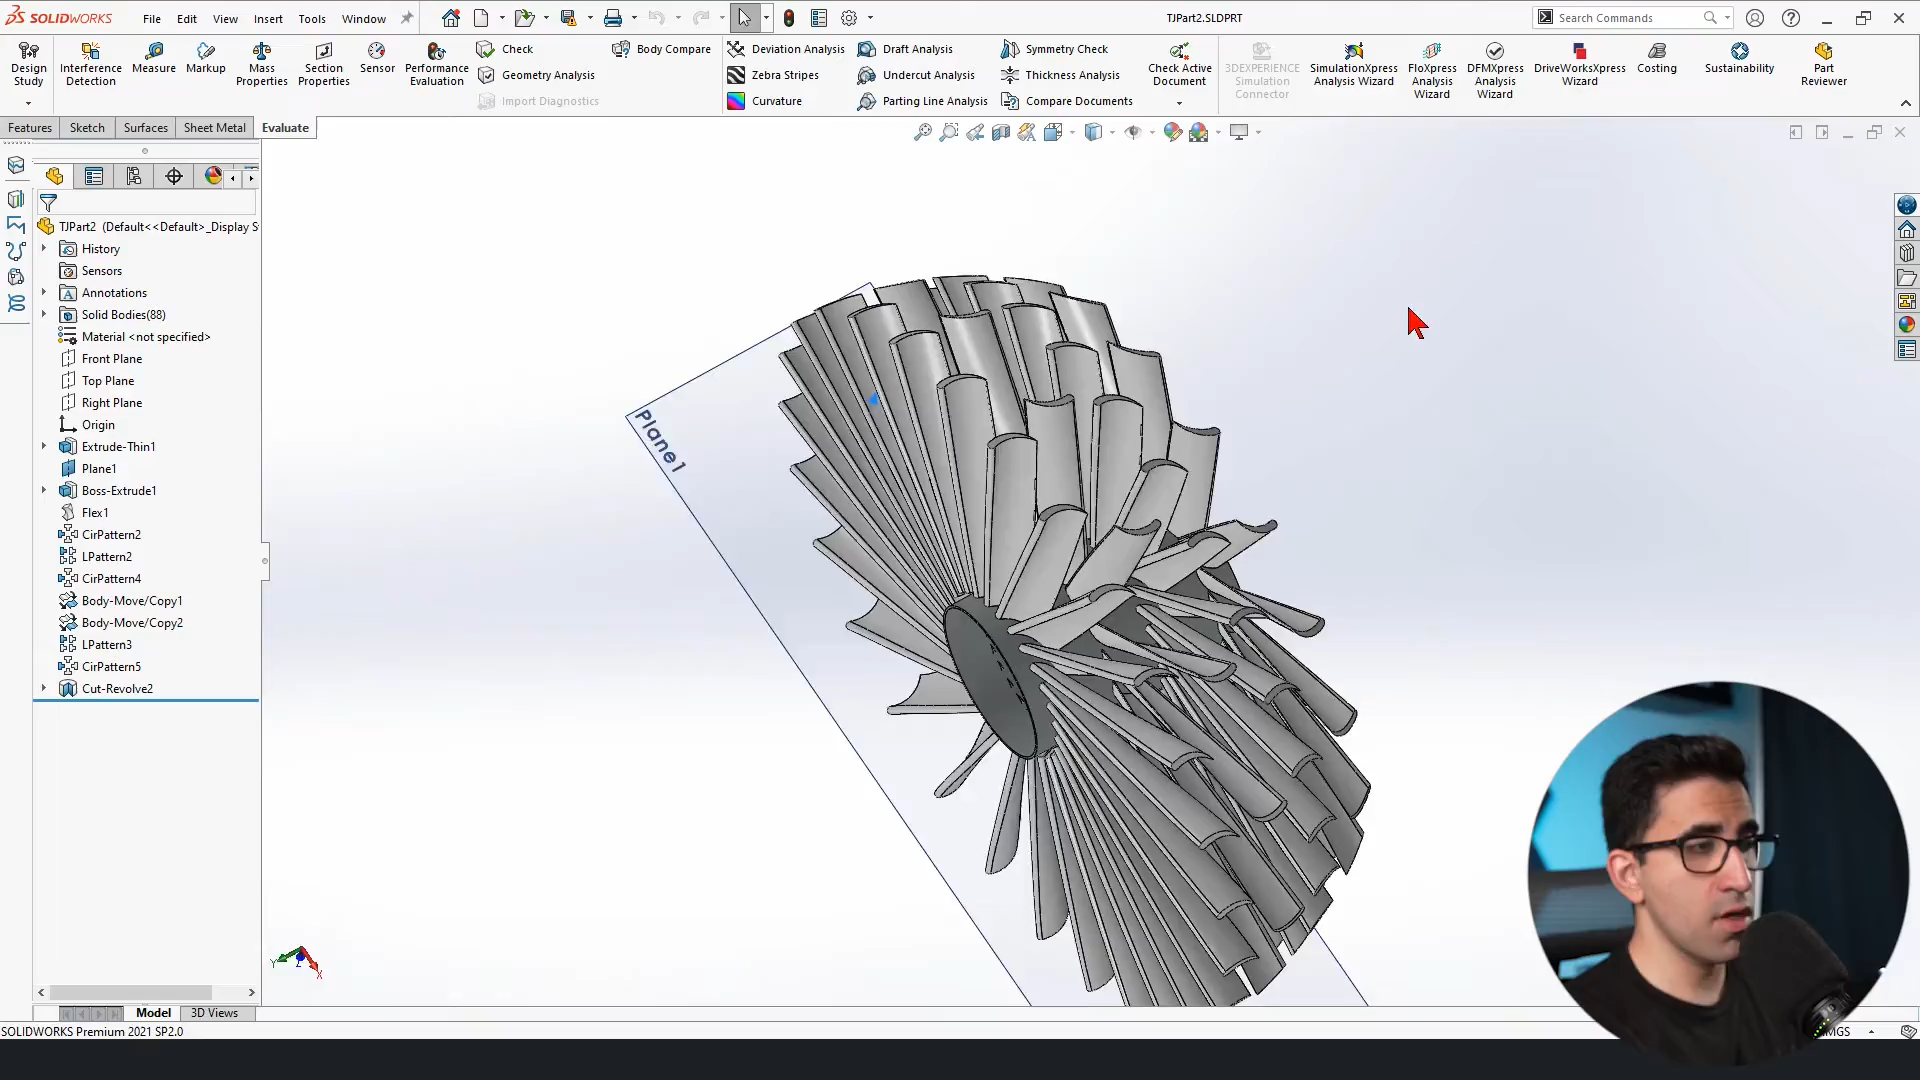 SOLIDWORKS File Edit View Insert Tools Window TJPart2.SLDPRT Search Commands
Design Study
Interference Detection
Measure
Markup
Mass Properties
Section Properties
Sensor
Performance Evaluation
Check
Geometry Analysis
Import Diagnostics
Body Compare
Deviation Analysis
Zebra Stripes
Curvature
Draft Analysis
Undercut Analysis
Parting Line Analysis
Symmetry Check
Thickness Analysis
Compare Documents
Check Active Document
3DEXPERIENCE Simulation Connector
SimulationXpress Analysis Wizard
FloXpress Analysis Wizard
DFMXpress Analysis Wizard
DriveWorksXpress Wizard
Costing
Sustainability
Part Reviewer
Features Sketch Surfaces Sheet Metal Evaluate
TJPart2 (Default<<Default>_Display S
History
Sensors
Annotations
Solid Bodies(88)
Material <not specified>
Front Plane
Top Plane
Right Plane
Origin
Extrude-Thin1
Plane1
Boss-Extrude1
Flex1
CirPattern2
LPattern2
CirPattern4
Body-Move/Copy1
Body-Move/Copy2
LPattern3
CirPattern5
Cut-Revolve2
Plane1
Y Z X
Model 3D Views
SOLIDWORKS Premium 2021 SP2.0